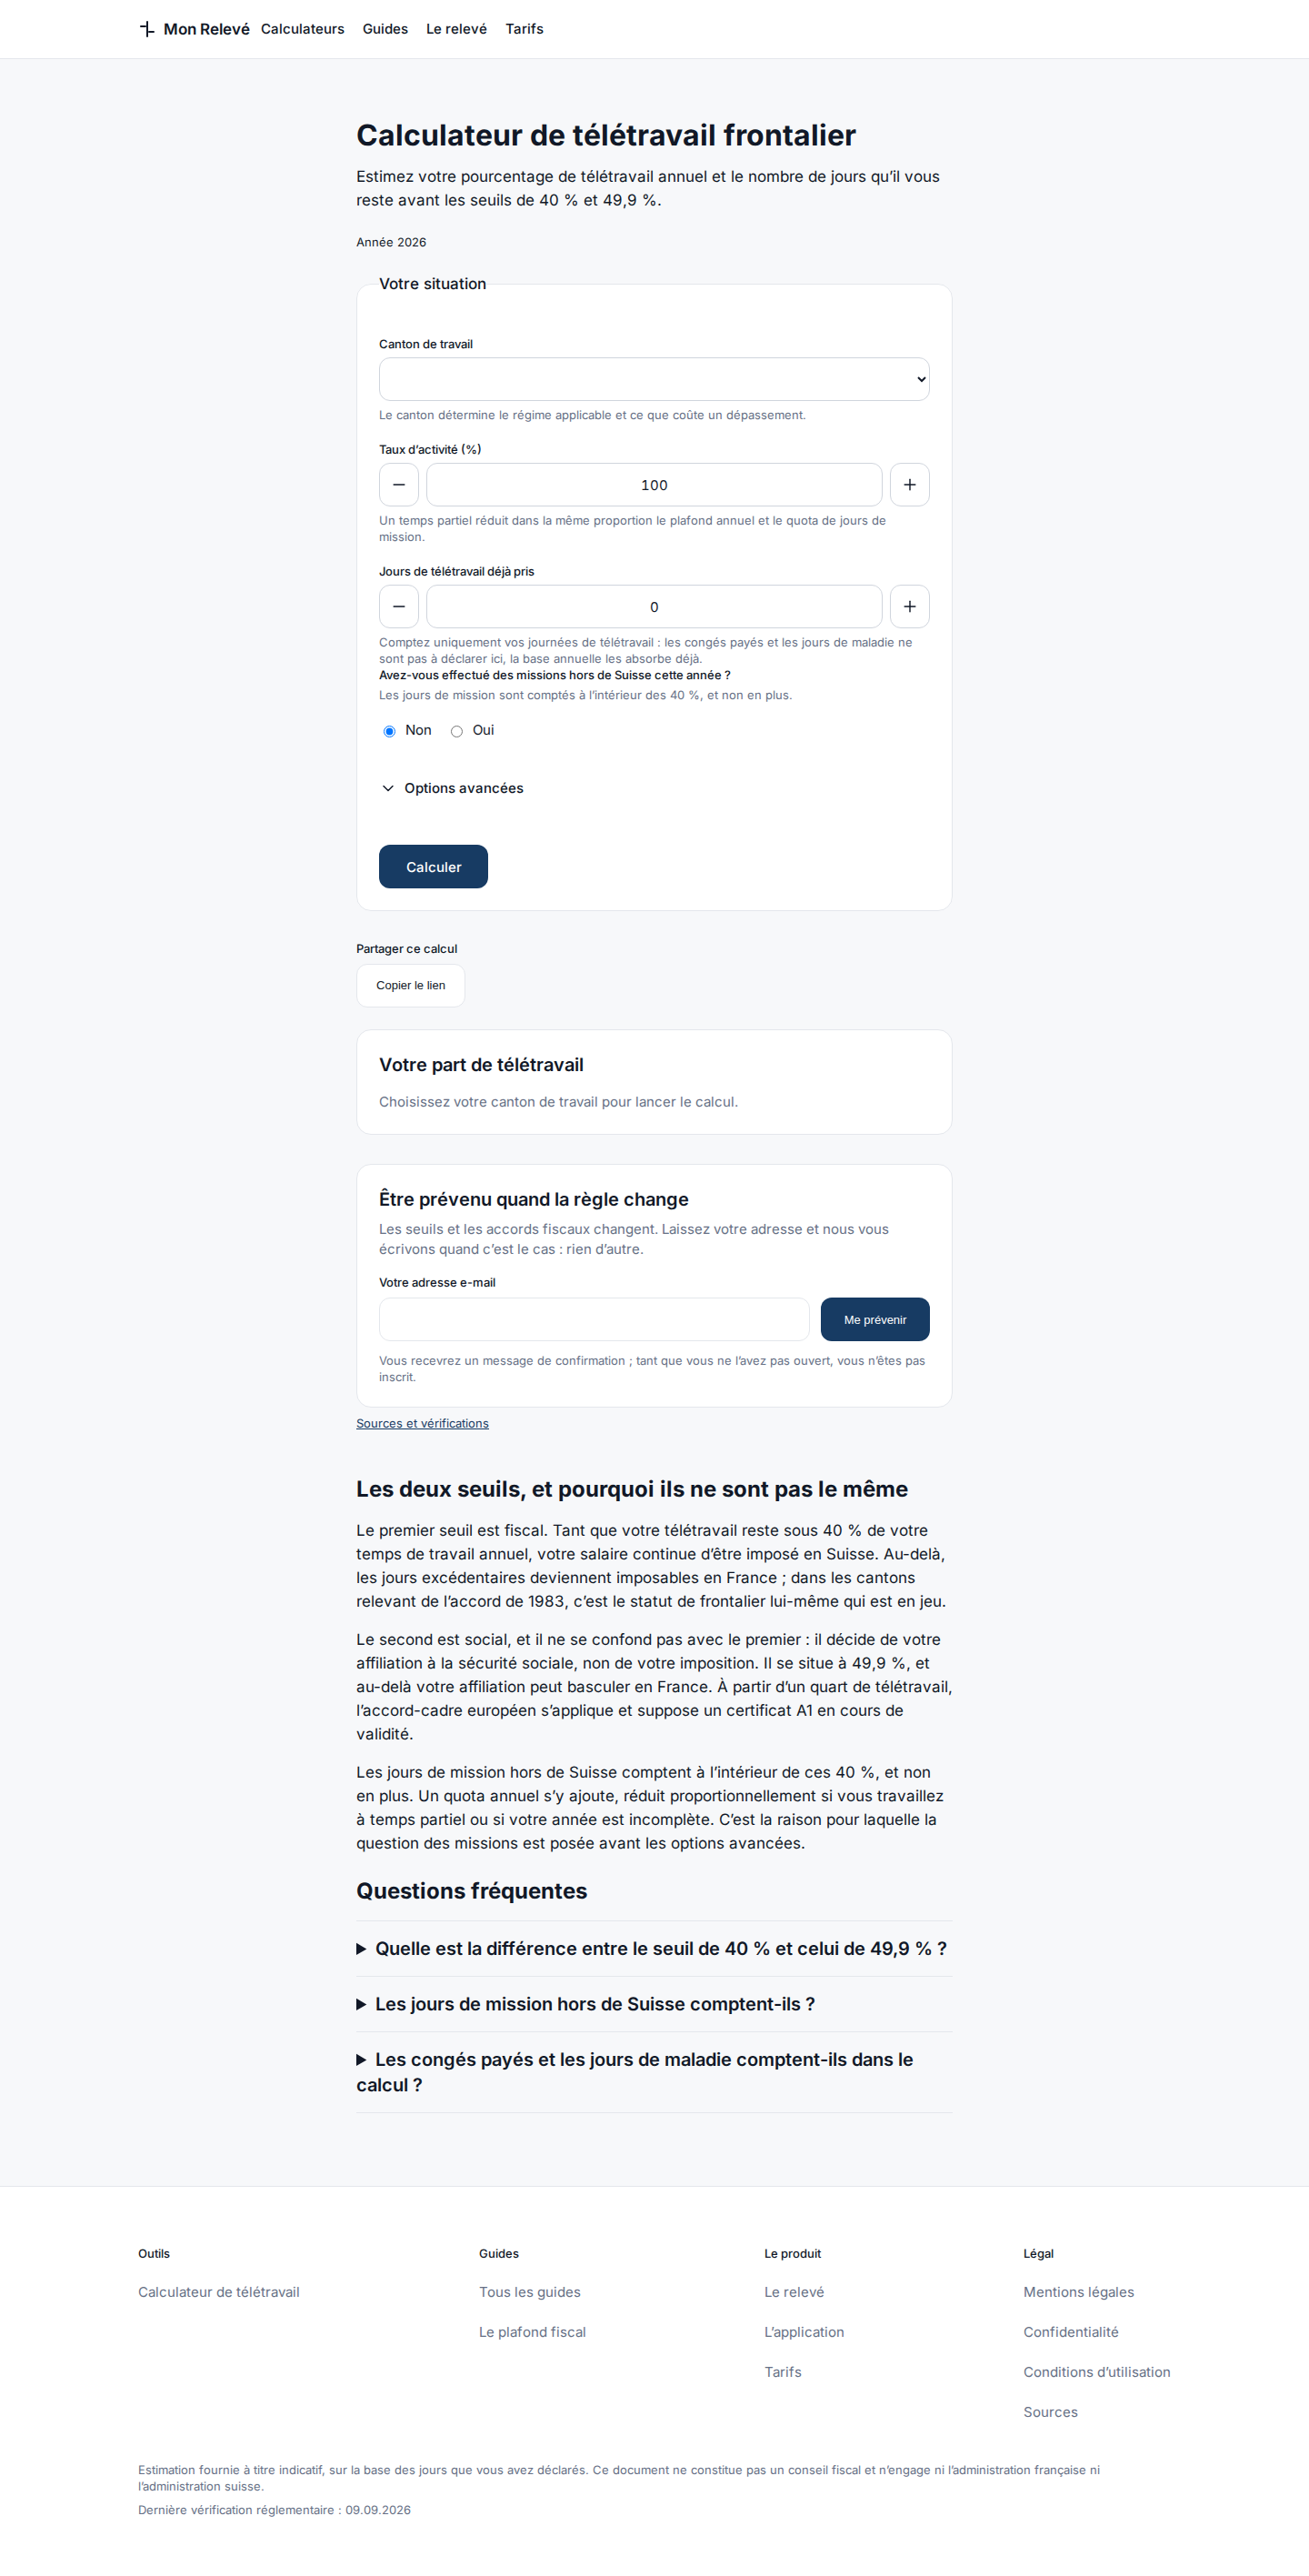 Mon Relevé Calculateurs Guides Le relevé Tarifs
Calculateur de télétravail frontalier
Estimez votre pourcentage de télétravail annuel et le nombre de jours qu’il vous
reste avant les seuils de 40 % et 49,9 %.
Année 2026
Votre situation
Canton de travail
Le canton détermine le régime applicable et ce que coûte un dépassement.
Taux d’activité (%)
− 100 +
Un temps partiel réduit dans la même proportion le plafond annuel et le quota de jours de
mission.
Jours de télétravail déjà pris
− 0 +
Comptez uniquement vos journées de télétravail : les congés payés et les jours de maladie ne
sont pas à déclarer ici, la base annuelle les absorbe déjà.
Avez-vous effectué des missions hors de Suisse cette année ?
Les jours de mission sont comptés à l’intérieur des 40 %, et non en plus.
Non Oui
Options avancées
Calculer
Partager ce calcul
Copier le lien
Votre part de télétravail
Choisissez votre canton de travail pour lancer le calcul.
Être prévenu quand la règle change
Les seuils et les accords fiscaux changent. Laissez votre adresse et nous vous
écrivons quand c’est le cas : rien d’autre.
Votre adresse e-mail
Me prévenir
Vous recevrez un message de confirmation ; tant que vous ne l’avez pas ouvert, vous n’êtes pas
inscrit.
Sources et vérifications
Les deux seuils, et pourquoi ils ne sont pas le même
Le premier seuil est fiscal. Tant que votre télétravail reste sous 40 % de votre
temps de travail annuel, votre salaire continue d’être imposé en Suisse. Au-delà,
les jours excédentaires deviennent imposables en France ; dans les cantons
relevant de l’accord de 1983, c’est le statut de frontalier lui-même qui est en jeu.
Le second est social, et il ne se confond pas avec le premier : il décide de votre
affiliation à la sécurité sociale, non de votre imposition. Il se situe à 49,9 %, et
au-delà votre affiliation peut basculer en France. À partir d’un quart de télétravail,
l’accord-cadre européen s’applique et suppose un certificat A1 en cours de
validité.
Les jours de mission hors de Suisse comptent à l’intérieur de ces 40 %, et non
en plus. Un quota annuel s’y ajoute, réduit proportionnellement si vous travaillez
à temps partiel ou si votre année est incomplète. C’est la raison pour laquelle la
question des missions est posée avant les options avancées.
Questions fréquentes
Quelle est la différence entre le seuil de 40 % et celui de 49,9 % ?
Les jours de mission hors de Suisse comptent-ils ?
Les congés payés et les jours de maladie comptent-ils dans le
calcul ?
Outils
Calculateur de télétravail
Guides
Tous les guides
Le plafond fiscal
Le produit
Le relevé
L’application
Tarifs
Légal
Mentions légales
Confidentialité
Conditions d’utilisation
Sources
Estimation fournie à titre indicatif, sur la base des jours que vous avez déclarés. Ce document ne constitue pas un conseil fiscal et n’engage ni l’administration française ni
l’administration suisse.
Dernière vérification réglementaire : 09.09.2026